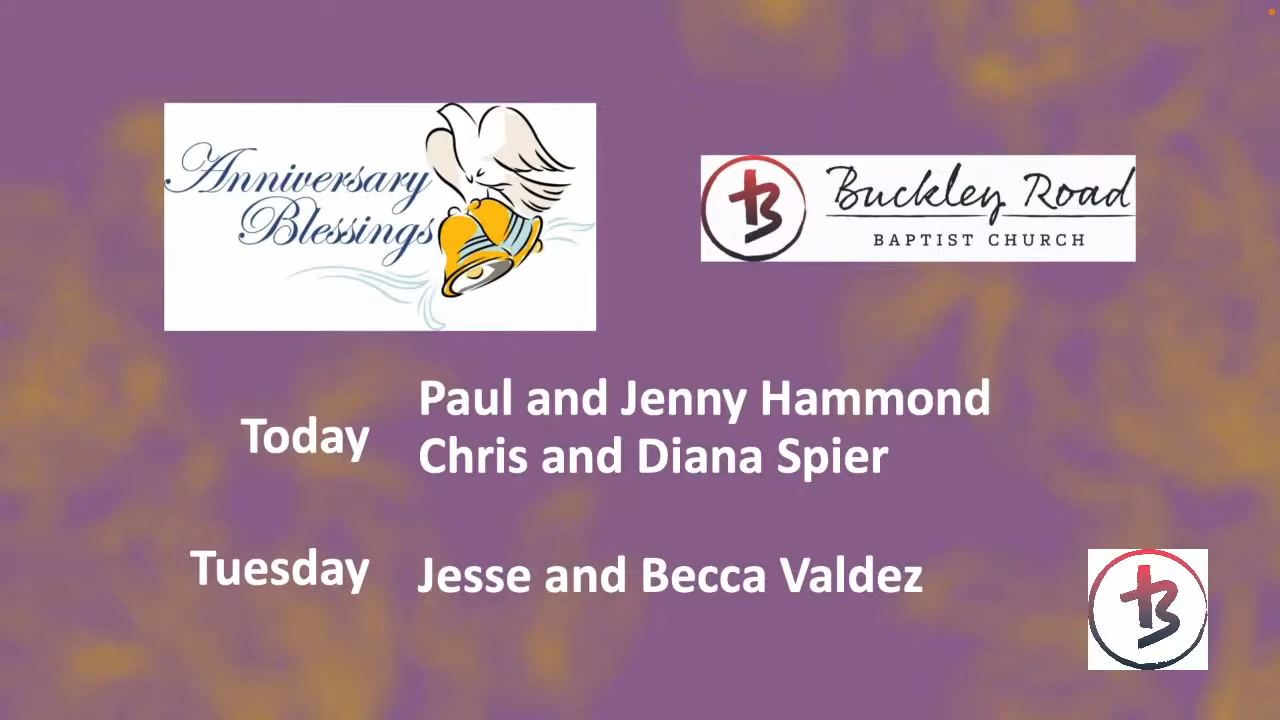 Anniversary
Blessings
Buckley Road
BAPTIST CHURCH
Today
Paul and Jenny Hammond
Chris and Diana Spier
Tuesday
Jesse and Becca Valdez